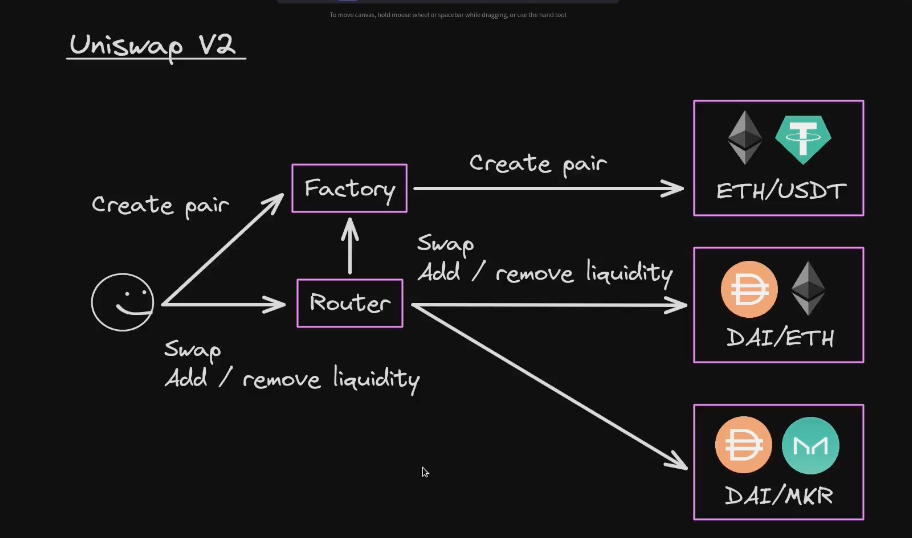 To move canvas, hold mouse wheel or spacebar while dragging, or use the hand tool
Uniswap V2
Create pair
Factory
Create pair
ETH/USDT
Swap
Add / remove liquidity
Router
DAI/ETH
Swap
Add / remove liquidity
DAI/MKR